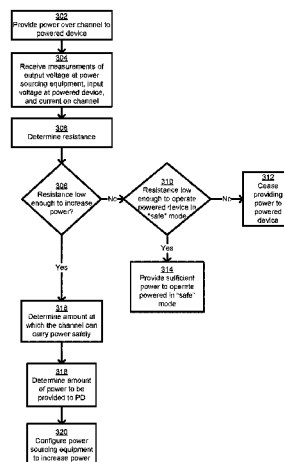 302
Provide power over channel to
powered device
304
Receive measurements of
output voltage at power
sourcing equipment, input
voltage at powered device,
and current on channel
306
Determine resistance
308
Resistance low
enough to increase
power?
No
310
Resistance low
enough to operate
powered device in
"safe" mode
No
312
Cease
providing
power to
powered
device
Yes
Yes
314
Provide sufficient
power to operate
powered in "safe"
mode
316
Determine amount at
which the channel can
carry power safely
318
Determine amount
of power to be
provided to PD
320
Configure power
sourcing equipment
to increase power